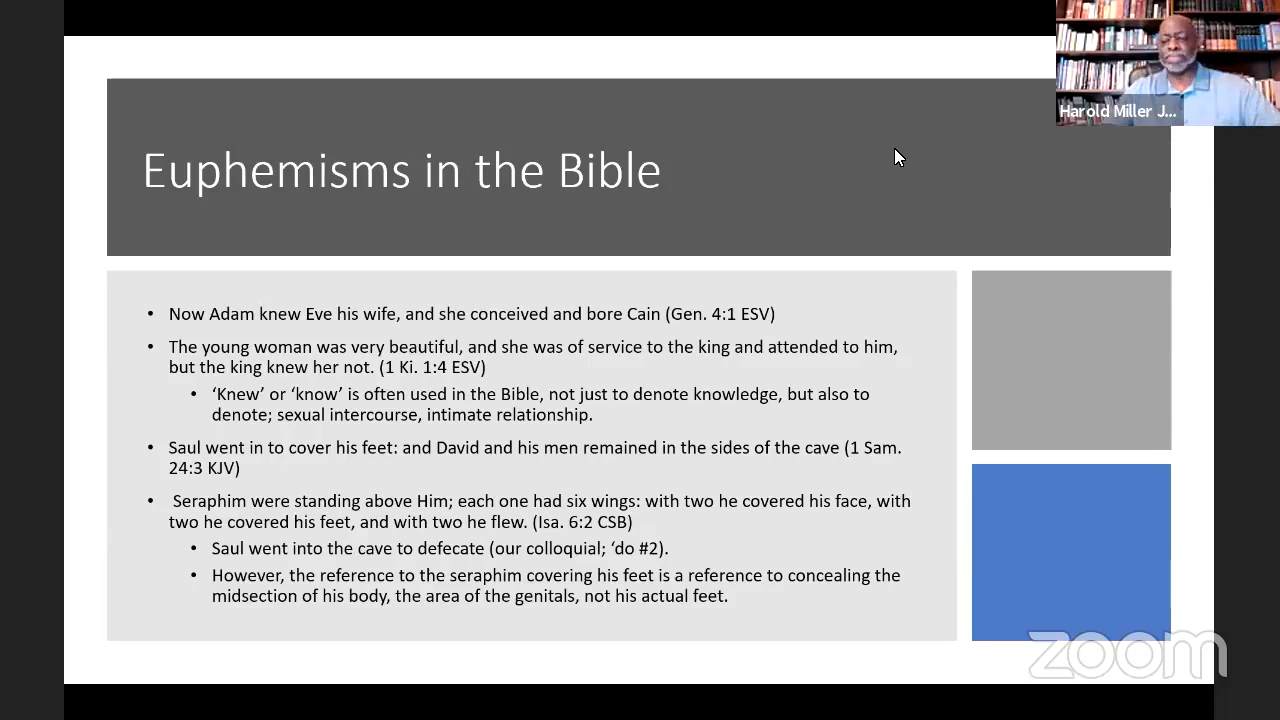 Harold Miller J...
Euphemisms in the Bible
• Now Adam knew Eve his wife, and she conceived and bore Cain (Gen. 4:1 ESV)
• The young woman was very beautiful, and she was of service to the king and attended to him,
but the king knew her not. (1 Ki. 1:4 ESV)
• ‘Knew’ or ‘know’ is often used in the Bible, not just to denote knowledge, but also to
denote; sexual intercourse, intimate relationship.
• Saul went in to cover his feet: and David and his men remained in the sides of the cave (1 Sam.
24:3 KJV)
• Seraphim were standing above Him; each one had six wings: with two he covered his face, with
two he covered his feet, and with two he flew. (Isa. 6:2 CSB)
• Saul went into the cave to defecate (our colloquial; ‘do #2).
• However, the reference to the seraphim covering his feet is a reference to concealing the
midsection of his body, the area of the genitals, not his actual feet.
zoom